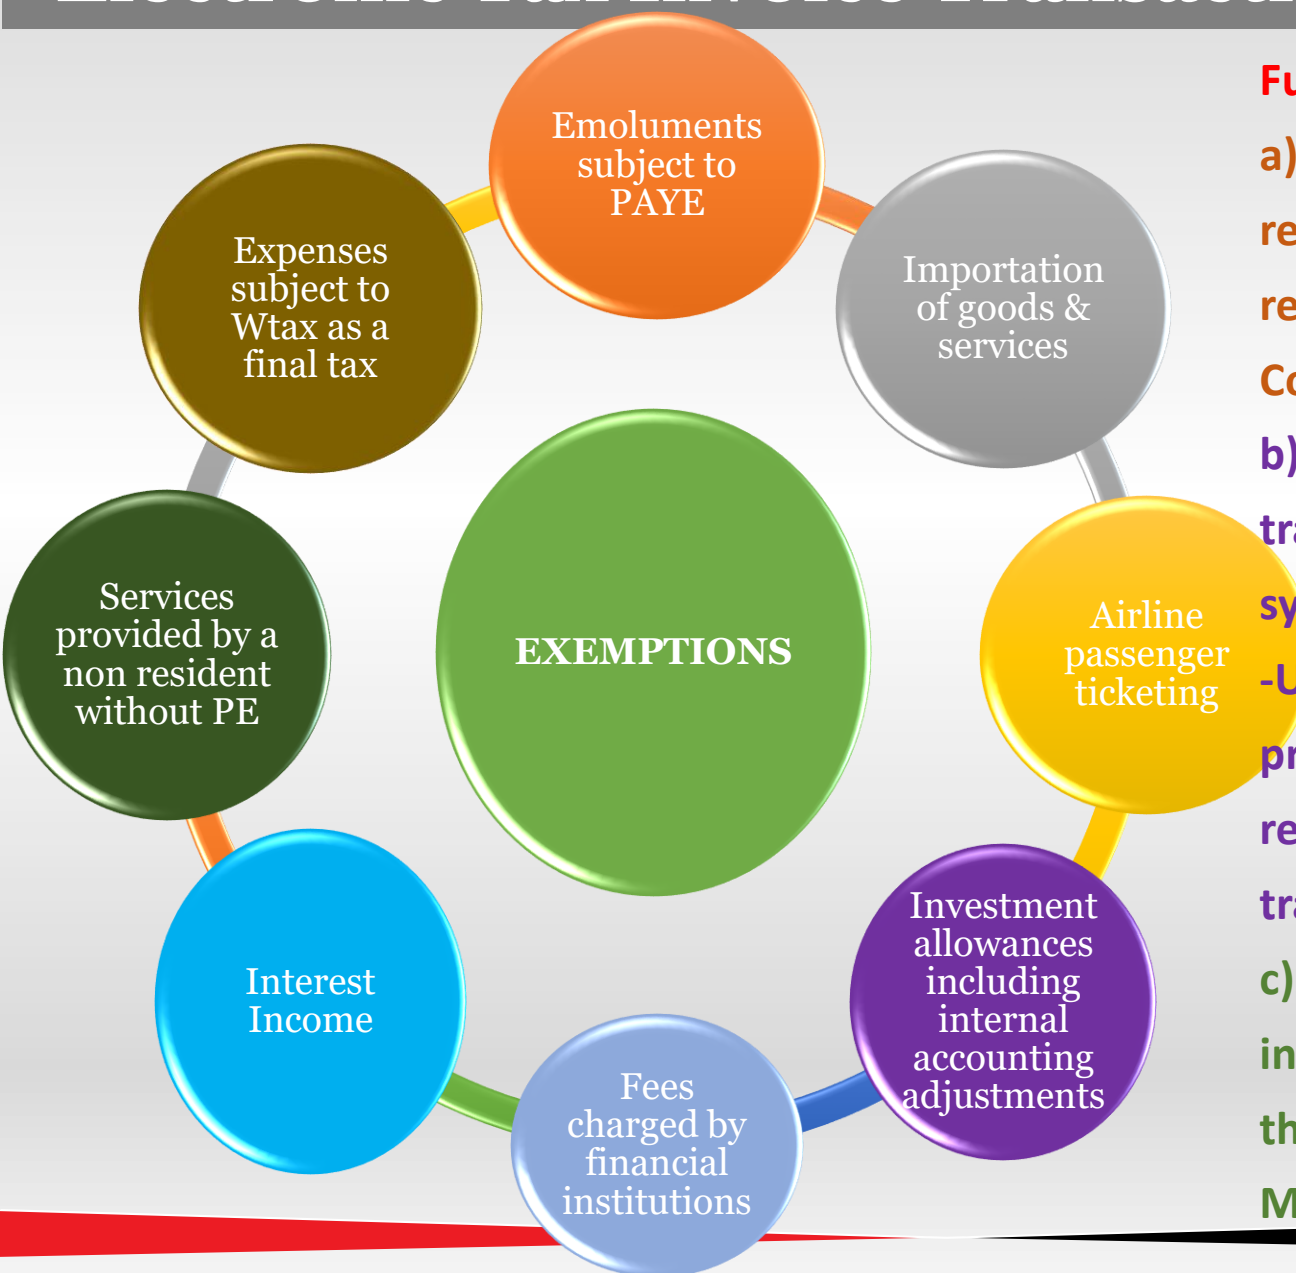 Emoluments
subject to
PAYE
Importation
of goods &
services
Airline
passenger
ticketing
Investment
allowances
including
internal
accounting
adjustments
Fees
charged by
financial
institutions
Interest
Income
Services
provided by a
non resident
without PE
Expenses
subject to
Wtax as a
final tax
EXEMPTIONS
a)
b)
c)